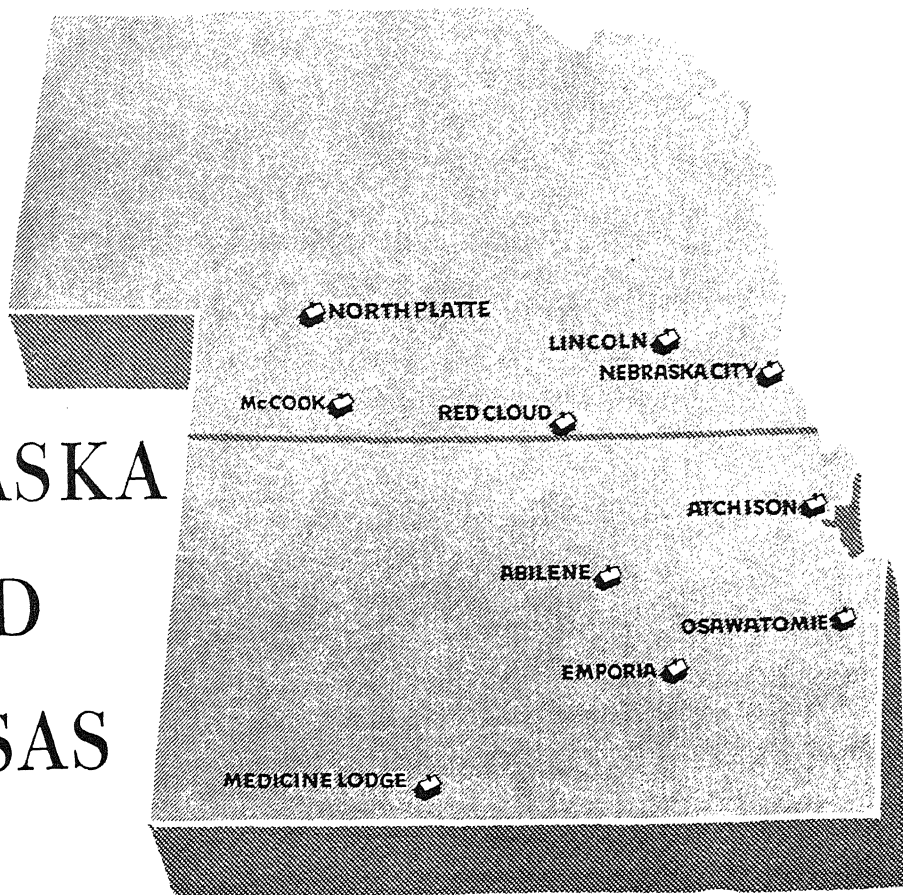 NORTH PLATTE
LINCOLN
NEBRASKA CITY
McCOOK
RED CLOUD
ASKA
ATCHISON
ABILENE
D
OSAWATOMIE
EMPORIA
SAS
MEDICINE LODGE